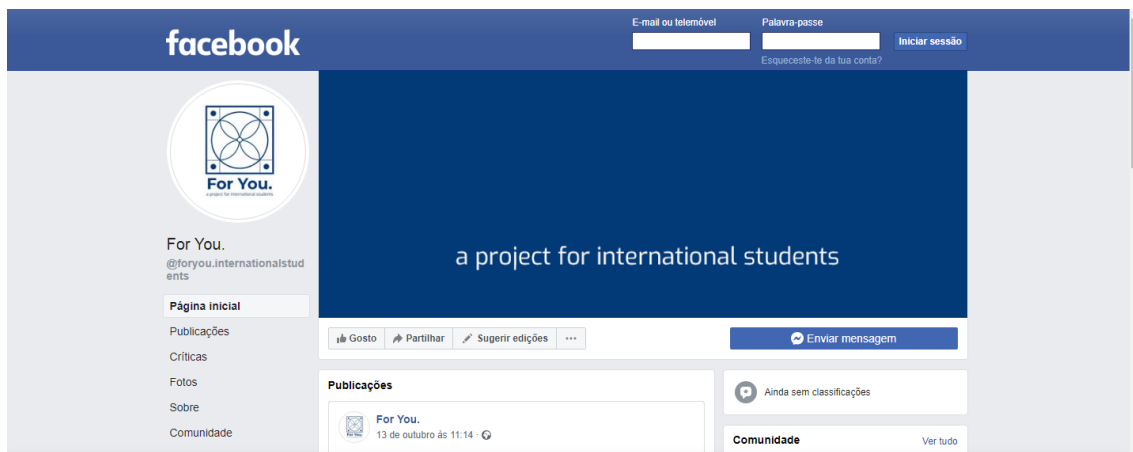 facebook
E-mail ou telemóvel
Palavra-passe
Iniciar sessão
Esqueceste-te da tua conta?
For You.
a project for international students
For You.
@foryou.internationalstud
ents
Página inicial
Publicações
Críticas
Fotos
Sobre
Comunidade
a project for international students
Gosto
Partilhar
Sugerir edições
Enviar mensagem
Publicações
For You.
13 de outubro às 11:14
Ainda sem classificações
Comunidade
Ver tudo